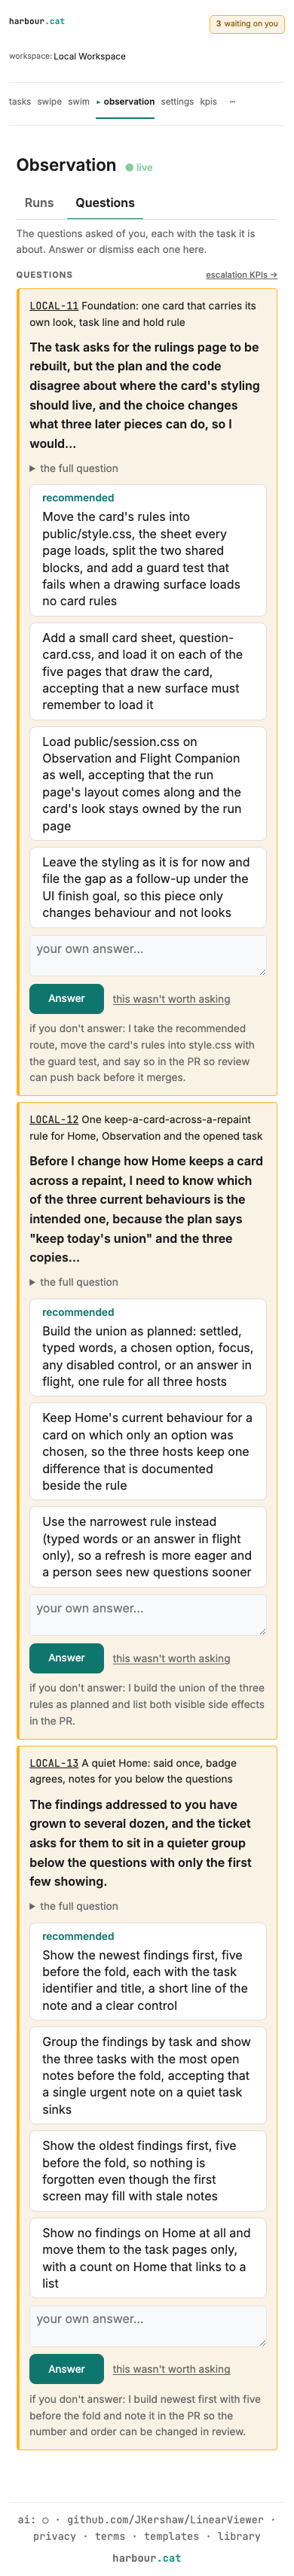 harbour.cat
3 waiting on you
workspace: Local Workspace
tasks swipe swim ▸ observation settings kpis ⋯
Observation ● live
Runs Questions
The questions asked of you, each with the task it is
about. Answer or dismiss each one here.
QUESTIONS escalation KPIs →
LOCAL-11 Foundation: one card that carries its
own look, task line and hold rule
The task asks for the rulings page to be
rebuilt, but the plan and the code
disagree about where the card's styling
should live, and the choice changes
what three later pieces can do, so I
would...
▸ the full question
recommended
Move the card's rules into
public/style.css, the sheet every
page loads, split the two shared
blocks, and add a guard test that
fails when a drawing surface loads
no card rules
Add a small card sheet, question-
card.css, and load it on each of the
five pages that draw the card,
accepting that a new surface must
remember to load it
Load public/session.css on
Observation and Flight Companion
as well, accepting that the run
page's layout comes along and the
card's look stays owned by the run
page
Leave the styling as it is for now and
file the gap as a follow-up under the
UI finish goal, so this piece only
changes behaviour and not looks
your own answer...
Answer this wasn't worth asking
if you don't answer: I take the recommended
route, move the card's rules into style.css with
the guard test, and say so in the PR so review
can push back before it merges.
LOCAL-12 One keep-a-card-across-a-repaint
rule for Home, Observation and the opened task
Before I change how Home keeps a card
across a repaint, I need to know which
of the three current behaviours is the
intended one, because the plan says
"keep today's union" and the three
copies...
▸ the full question
recommended
Build the union as planned: settled,
typed words, a chosen option, focus,
any disabled control, or an answer in
flight, one rule for all three hosts
Keep Home's current behaviour for a
card on which only an option was
chosen, so the three hosts keep one
difference that is documented
beside the rule
Use the narrowest rule instead
(typed words or an answer in flight
only), so a refresh is more eager and
a person sees new questions sooner
your own answer...
Answer this wasn't worth asking
if you don't answer: I build the union of the three
rules as planned and list both visible side effects
in the PR.
LOCAL-13 A quiet Home: said once, badge
agrees, notes for you below the questions
The findings addressed to you have
grown to several dozen, and the ticket
asks for them to sit in a quieter group
below the questions with only the first
few showing.
▸ the full question
recommended
Show the newest findings first, five
before the fold, each with the task
identifier and title, a short line of the
note and a clear control
Group the findings by task and show
the three tasks with the most open
notes before the fold, accepting that
a single urgent note on a quiet task
sinks
Show the oldest findings first, five
before the fold, so nothing is
forgotten even though the first
screen may fill with stale notes
Show no findings on Home at all and
move them to the task pages only,
with a count on Home that links to a
list
your own answer...
Answer this wasn't worth asking
if you don't answer: I build newest first with five
before the fold and note it in the PR so the
number and order can be changed in review.
ai: ○ · github.com/JKershaw/LinearViewer ·
privacy · terms · templates · library
harbour.cat